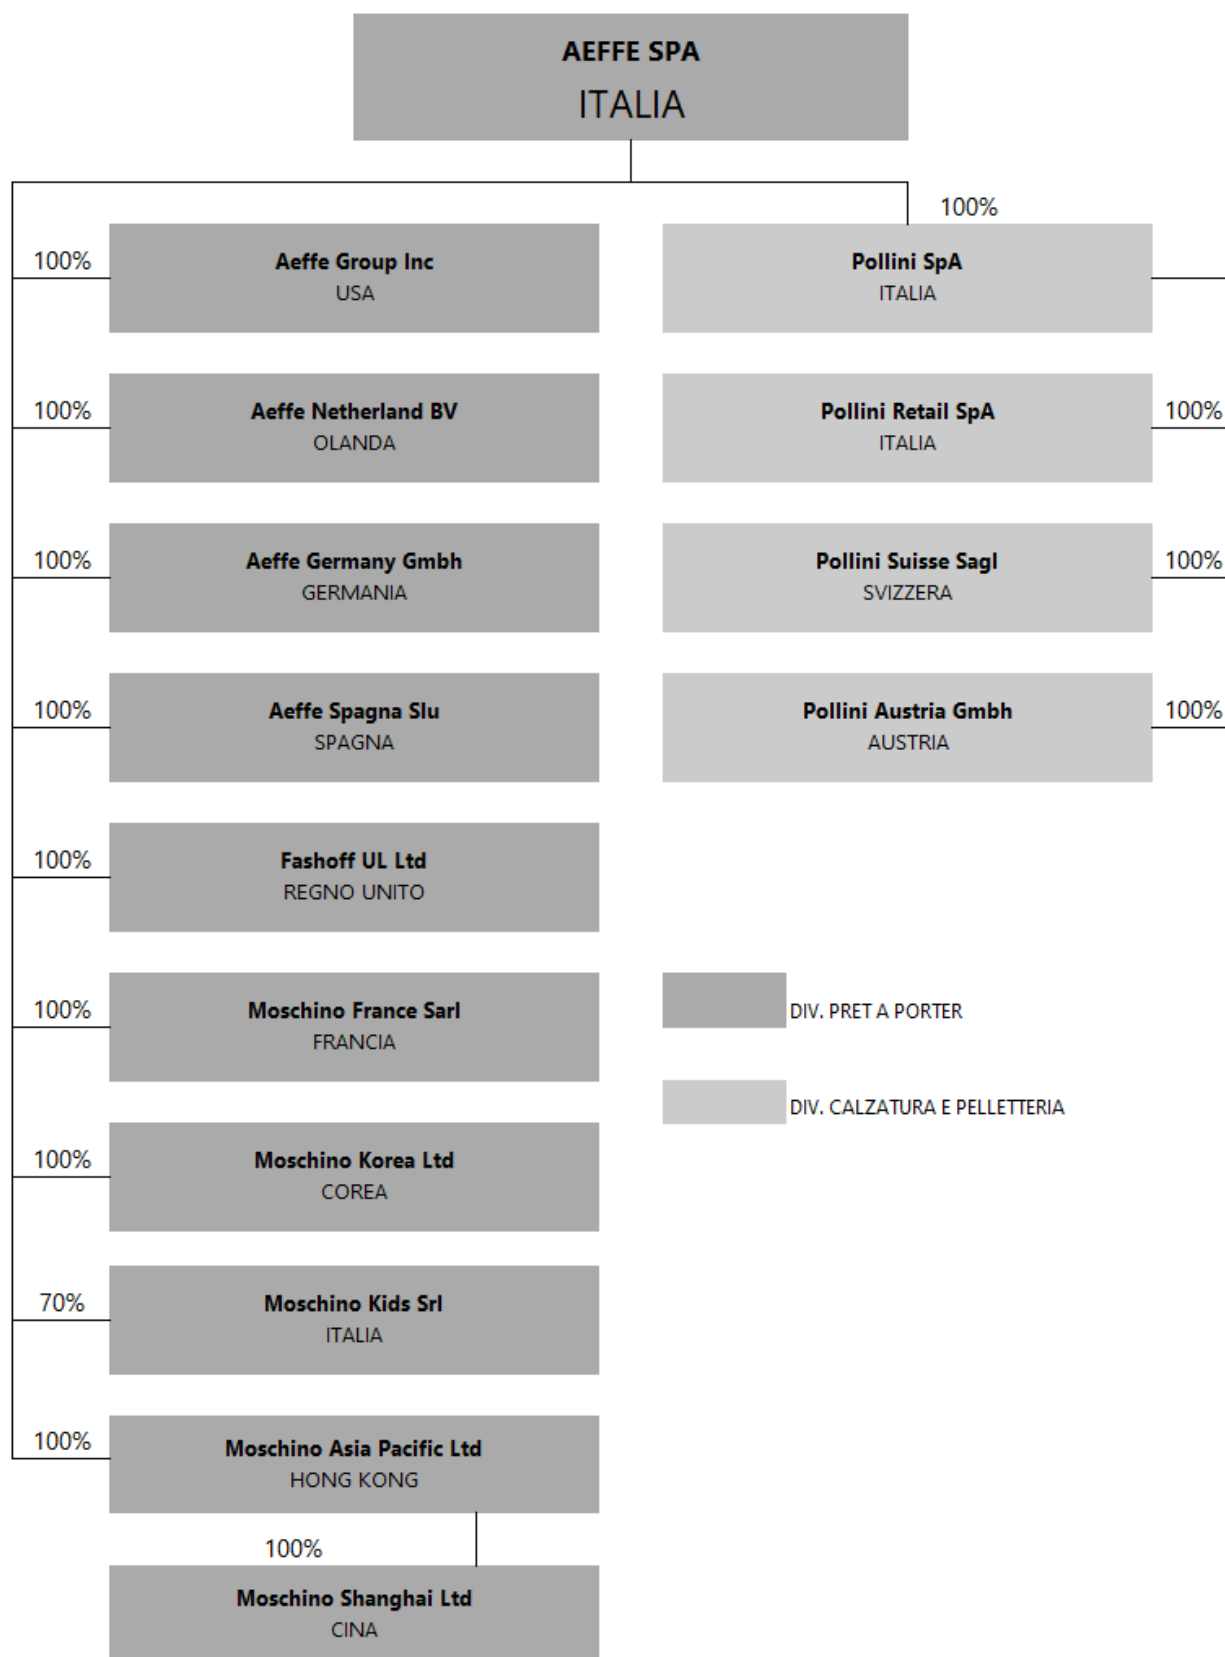 AEFFE SPA
ITALIA
100%
100%
Aeffe Group Inc
USA
Pollini SpA
ITALIA
100%
Aeffe Netherland BV
OLANDA
Pollini Retail SpA
ITALIA
100%
100%
Aeffe Germany Gmbh
GERMANIA
Pollini Suisse Sagl
SVIZZERA
100%
100%
Aeffe Spagna Slu
SPAGNA
Pollini Austria Gmbh
AUSTRIA
100%
100%
Fashoff UL Ltd
REGNO UNITO
100%
Moschino France Sarl
FRANCIA
DIV. PRET A PORTER
DIV. CALZATURA E PELLETTERIA
100%
Moschino Korea Ltd
COREA
70%
Moschino Kids Srl
ITALIA
100%
Moschino Asia Pacific Ltd
HONG KONG
100%
Moschino Shanghai Ltd
CINA